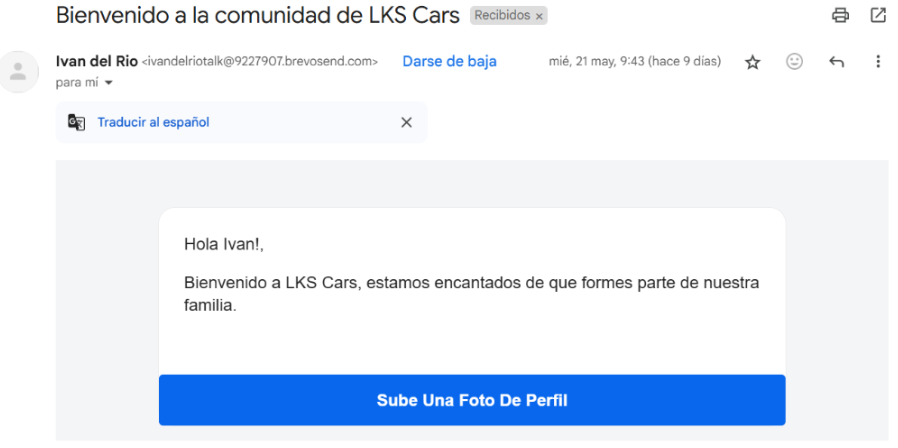 Bienvenido a la comunidad de LKS Cars Recibidos ×
Ivan del Rio <ivandelriotalk@9227907.brevosend.com> Darse de baja mié, 21 may, 9:43 (hace 9 días)
para mí
Traducir al español
Hola Ivan!,
Bienvenido a LKS Cars, estamos encantados de que formes parte de nuestra
familia.
Sube Una Foto De Perfil